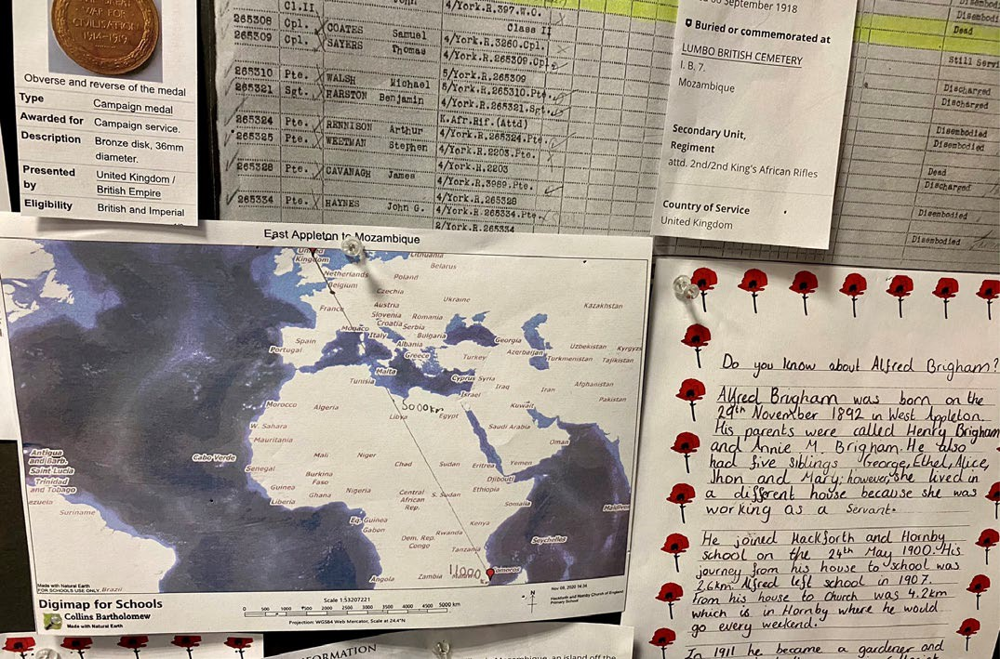 GREAT
WAR FOR
CIVILISATION
1914-1919
Obverse and reverse of the medal
Type Campaign medal
Awarded for Campaign service.
Description Bronze disk, 36mm
diameter.
Presented
by United Kingdom /
British Empire
Eligibility British and Imperial
Cl.II John 4/York.R.397.W.O.
Class II
265308 Cpl. COATES Samuel 4/York.R.3260.Cpl.
265309 Cpl. SAYERS Thomas 4/York.R.265309.Cpl.
265310 Pte. WALSH Michael 5/York.R.265309
265321 Sgt. HARSTON Benjamin 5/York.R.265310.Pte.
4/York.R.265321.Sgt.
K.Afr.Rif.(Attd)
265324 Pte. RENNISON Arthur 4/York.R.265324.Pte.
265325 Pte. WEETMAN Stephen 4/York.R.2203.Pte.
4/York.R.2203
265328 Pte. CAVANAGH James 4/York.R.3989.Pte.
4/York.R.265328
265334 Pte. HAYNES John G. 4/York.R.265334.Pte.
2/York.R.265334
September 1918
Buried or commemorated at
LUMBO BRITISH CEMETERY
I. B. 7.
Mozambique
Secondary Unit,
Regiment
attd. 2nd/2nd King's African Rifles
Country of Service
United Kingdom
Dead
Still Servi
Discharged
Discharged
Disembodied
Disembodied
Dead
Discharged
Disembodied
Disembodied
East Appleton to Mozambique
United
Kingdom
Lithuania
Belarus
Netherlands
Poland
Belgium
Czechia
Ukraine
France
Austria
Slovenia
Romania
Kazakhstan
Croatia
Serbia
Monaco
Italy
Bulgaria
Georgia
Spain
Albania
Uzbekistan
Kyrgyz
Portugal
Greece
Turkey
Azerbaijan
Turkmenistan
Tajikistan
Malta
Tunisia
Cyprus
Syria
Iraq
Iran
Afghanistan
Israel
Pakistan
Morocco
Algeria
5000km
Libya
Egypt
Kuwait
W. Sahara
Saudi Arabia
Mauritania
Oman
Antigua
and Barb.
Saint Lucia
Trinidad
and Tobago
Cabo Verde
Mali
Niger
Chad
Sudan
Eritrea
Yemen
Senegal
Burkina
Faso
Djibouti
Guinea
Ghana
Nigeria
Central
African
Rep.
S. Sudan
Ethiopia
Liberia
Somalia
Maldives
ezuela
Suriname
Eq. Guinea
Gabon
Kenya
Dem. Rep.
Congo
Rwanda
Seychelles
Tanzania
11000
Comoros
Angola
Zambia
Brazil
Made with Natural Earth
FOR SCHOOLS USE ONLY.
Digimap for Schools
Collins Bartholomew
Made with Natural Earth
Scale 1:53207221
0 500 1000 1500 2000 2500 3000 3500 4000 4500 5000 km
Projection: WGS84 Web Mercator, Scale at 24.4°N
N
Nov 09, 2020
Hackforth and Hornby Church of England
Primary School
Do you know about Alfred Brigham?
Alfred Brigham was born on the
29th November 1892 in West Appleton.
His parents were called Henry Brigham
and Annie M. Brigham. He also
had five siblings George, Ethel, Alice,
Jhon and Mary; however, she lived in
a different house because she was
working as a servant.
He joined Hackforth and Hornby
school on the 24th May 1900. His
journey from his house to school was
2.6km. Alfred left school in 1907.
From his house to church was 4.2km
which is in Hornby where he would
go every weekend.
In 1911 he became a gardener and
FORMATION
Mozambique, an island off the